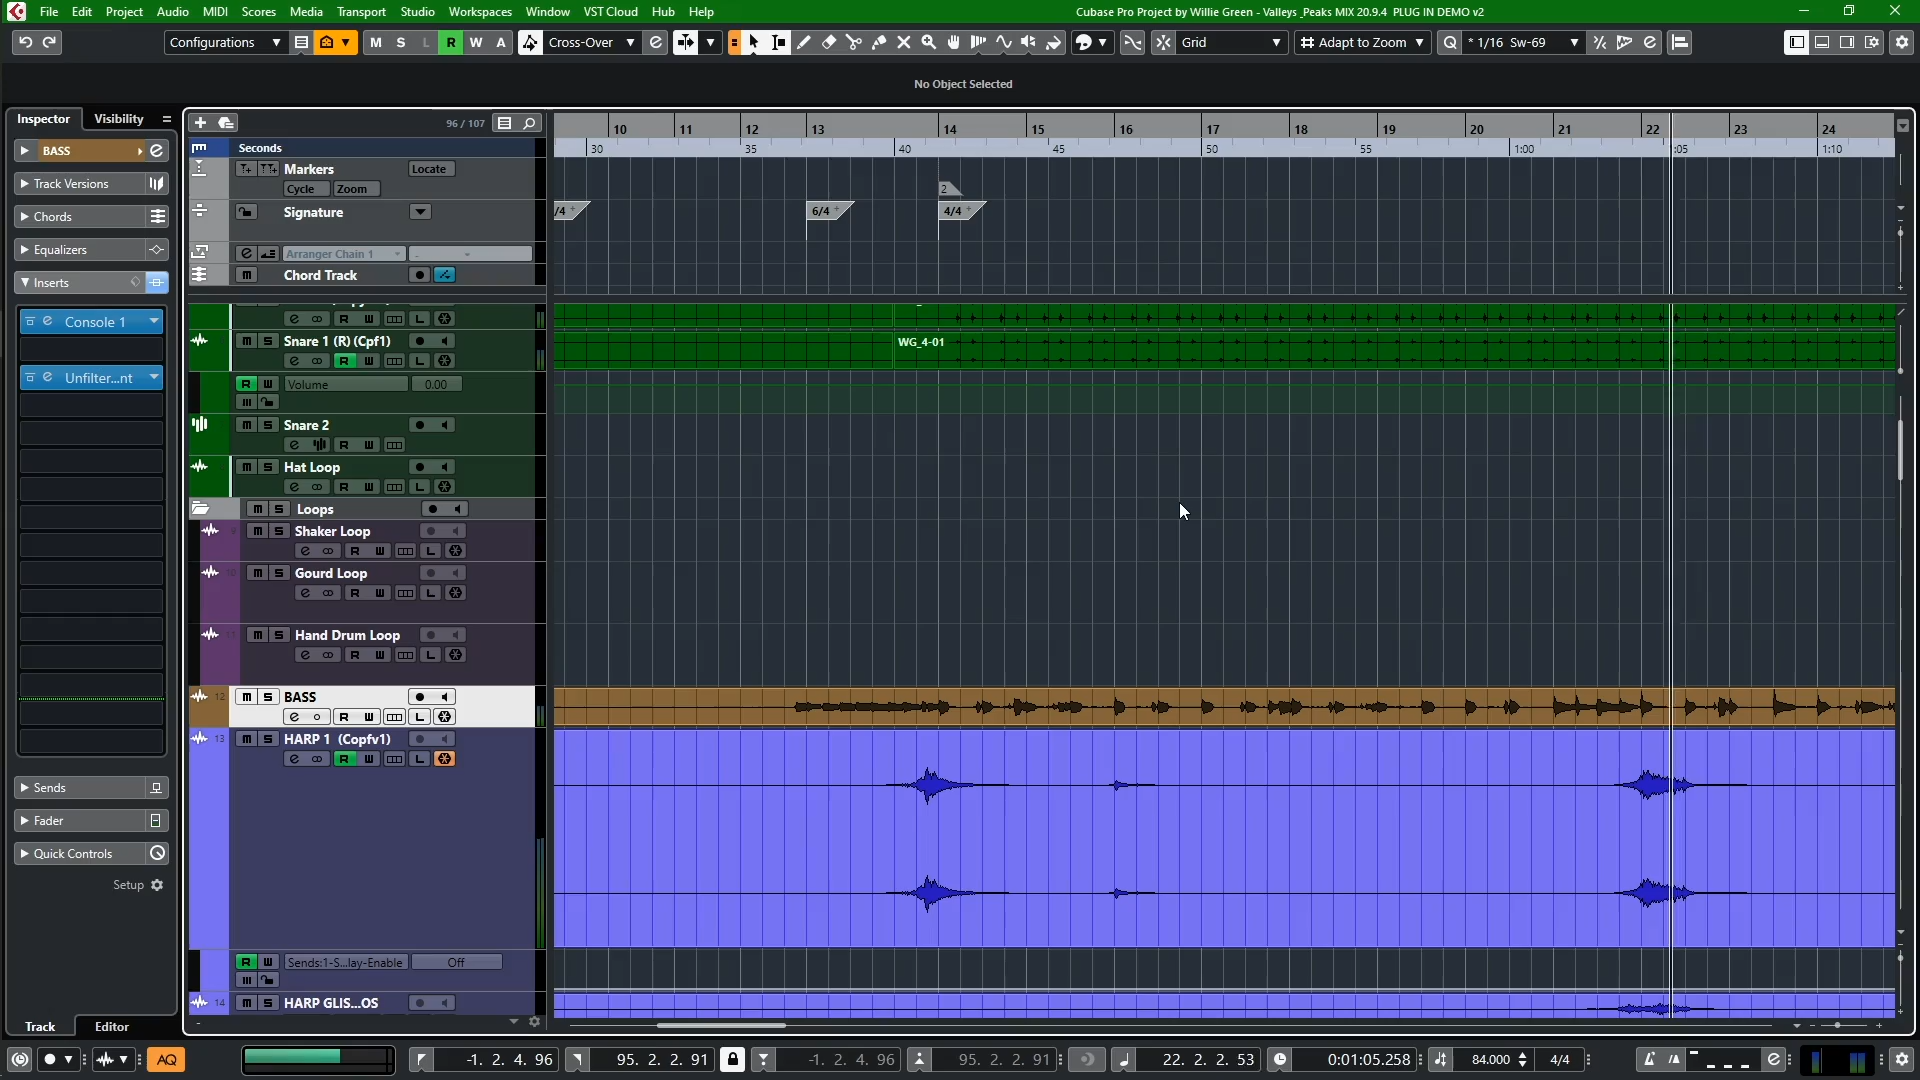 File Edit Project Audio MIDI Scores Media Transport Studio Workspaces Window VST Cloud Hub Help
Cubase Pro Project by Willie Green - Valleys _Peaks MIX 20.9.4 PLUG IN DEMO v2
Configurations M S L R W A Cross-Over Grid Adapt to Zoom Q * 1/16 Sw-69
No Object Selected
Inspector Visibility
96 / 107
10 11 12 13 14 15 16 17 18 19 20 21 22 23 24
BASS
Seconds
30 35 40 45 50 55 1:00 1:05 1:10
Markers Locate
Track Versions
Cycle Zoom
2
Chords
Signature
/4 6/4 4/4
Equalizers
Arranger Chain 1
Chord Track
Inserts
Console 1
R W L
Snare 1 (R) (Cpf1)
WG_4-01
R W L
Unfilter...nt
R W Volume 0.00
M S Snare 2
R W
M S Hat Loop
R W L
M S Loops
M S Shaker Loop
R W L
M S Gourd Loop
R W L
M S Hand Drum Loop
R W L
12 M S BASS
R W L
13 M S HARP 1 (Copfv1)
R W L
Sends
Fader
Quick Controls
Setup
R W Sends:1-S...lay-Enable Off
14 M S HARP GLIS...OS
Track Editor
AQ
-1. 2. 4. 96
95. 2. 2. 91
-1. 2. 4. 96
95. 2. 2. 91
22. 2. 2. 53
0:01:05.258
84.000
4/4